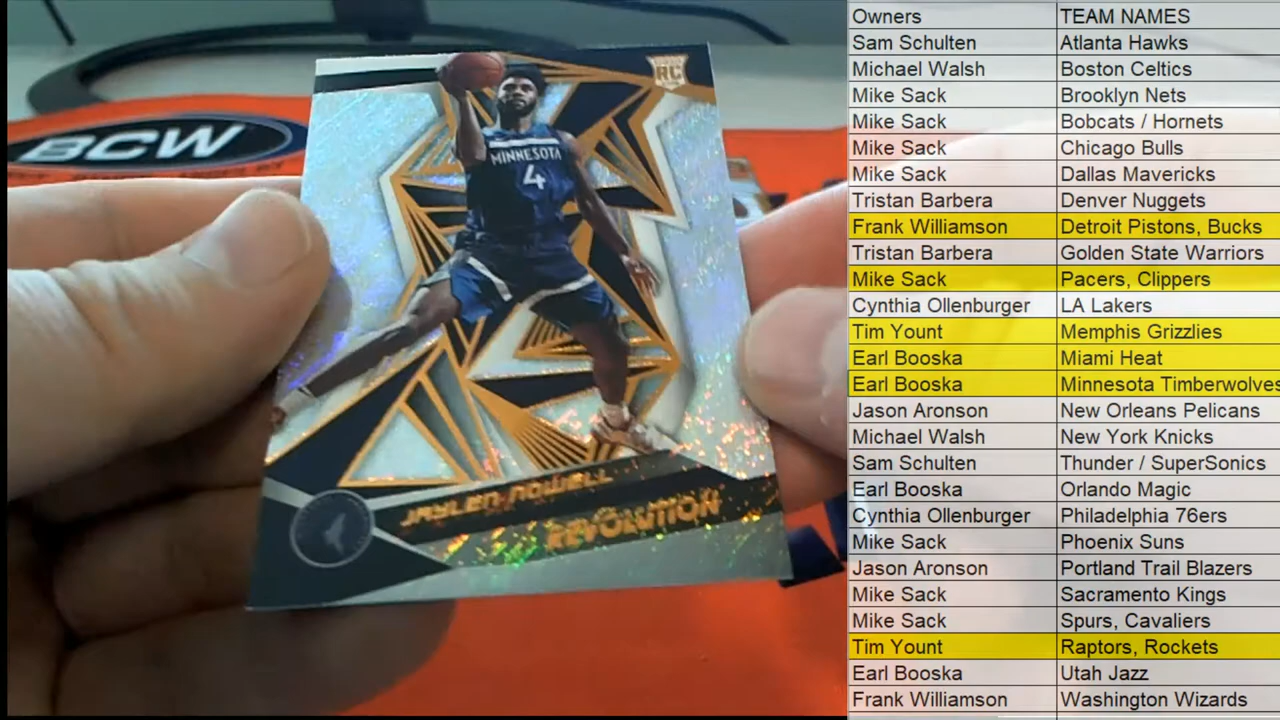 BCW
RC
MINNESOTA
4
JAYLEN NOWELL
REVOLUTION
Owners TEAM NAMES
Sam Schulten Atlanta Hawks
Michael Walsh Boston Celtics
Mike Sack Brooklyn Nets
Mike Sack Bobcats / Hornets
Mike Sack Chicago Bulls
Mike Sack Dallas Mavericks
Tristan Barbera Denver Nuggets
Frank Williamson Detroit Pistons, Bucks
Tristan Barbera Golden State Warriors
Mike Sack Pacers, Clippers
Cynthia Ollenburger LA Lakers
Tim Yount Memphis Grizzlies
Earl Booska Miami Heat
Earl Booska Minnesota Timberwolves
Jason Aronson New Orleans Pelicans
Michael Walsh New York Knicks
Sam Schulten Thunder / SuperSonics
Earl Booska Orlando Magic
Cynthia Ollenburger Philadelphia 76ers
Mike Sack Phoenix Suns
Jason Aronson Portland Trail Blazers
Mike Sack Sacramento Kings
Mike Sack Spurs, Cavaliers
Tim Yount Raptors, Rockets
Earl Booska Utah Jazz
Frank Williamson Washington Wizards